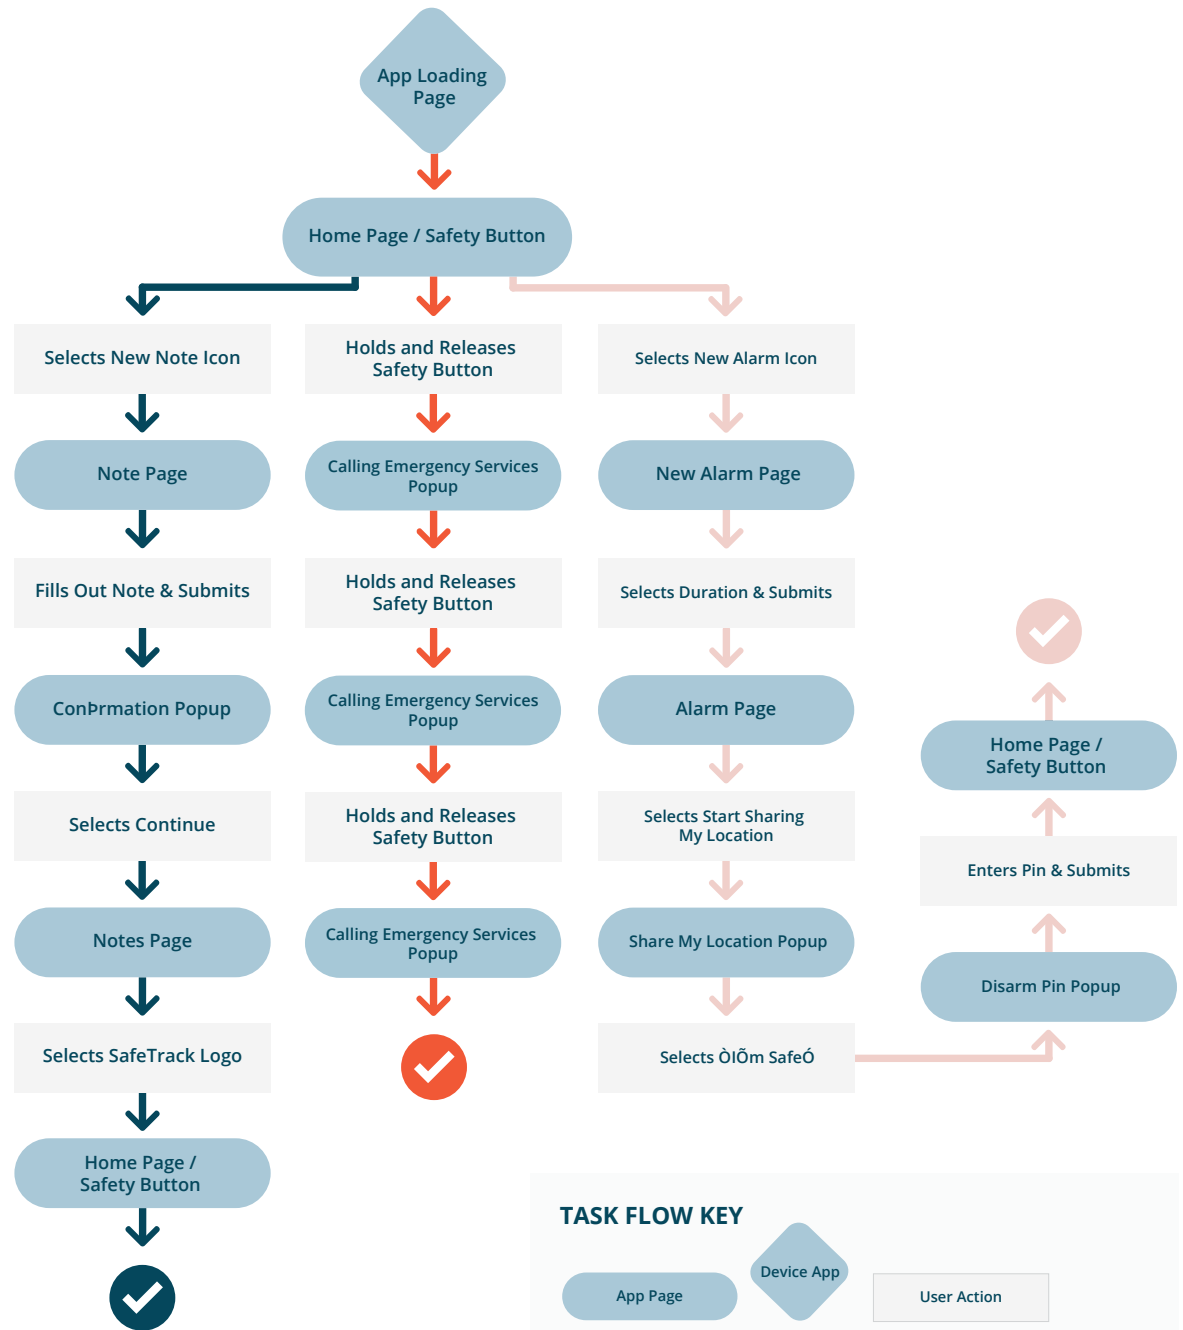 App Loading
Page
Home Page / Safety Button
Selects New Note Icon
Note Page
Fills Out Note & Submits
ConÞrmation Popup
Selects Continue
Notes Page
Selects SafeTrack Logo
Home Page /
Safety Button
Holds and Releases
Safety Button
Calling Emergency Services
Popup
Holds and Releases
Safety Button
Calling Emergency Services
Popup
Holds and Releases
Safety Button
Calling Emergency Services
Popup
Selects New Alarm Icon
New Alarm Page
Selects Duration & Submits
Alarm Page
Selects Start Sharing
My Location
Share My Location Popup
Selects ÒIÕm SafeÓ
Disarm Pin Popup
Enters Pin & Submits
Home Page /
Safety Button
TASK FLOW KEY
App Page
Device App
User Action